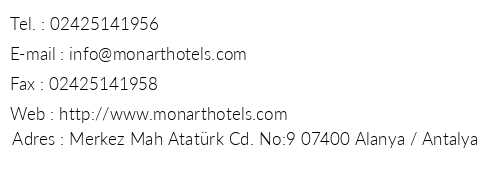 Tel. : 02425141956
E-mail : info@monarthotels.com
Fax : 02425141958
Web : http://www.monarthotels.com
Adres : Merkez Mah Atatürk Cd. No:9 07400 Alanya / Antalya